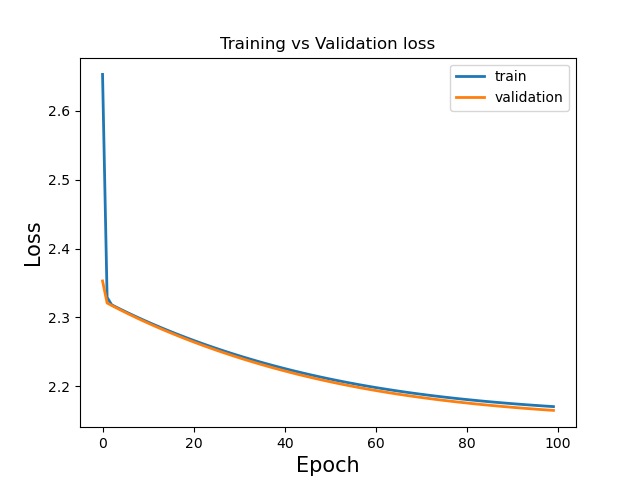 Training vs Validation loss
train
validation
2.6
2.5
2.4
2.3
2.2
Loss
0 20 40 60 80 100
Epoch